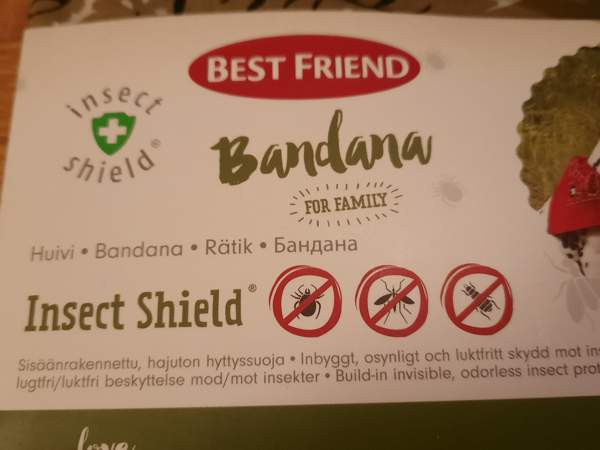 BEST FRIEND
insect
shield®
Bandana
FOR FAMILY
Huivi • Bandana • Rätik • Бандана
Insect Shield®
Sisäänrakennettu, hajuton hyttyssuoja • Inbyggt, osynligt och luktfritt skydd mot
lugtfri/luktfri beskyttelse mod/mot insekter • Build-in invisible, odorless insect
love